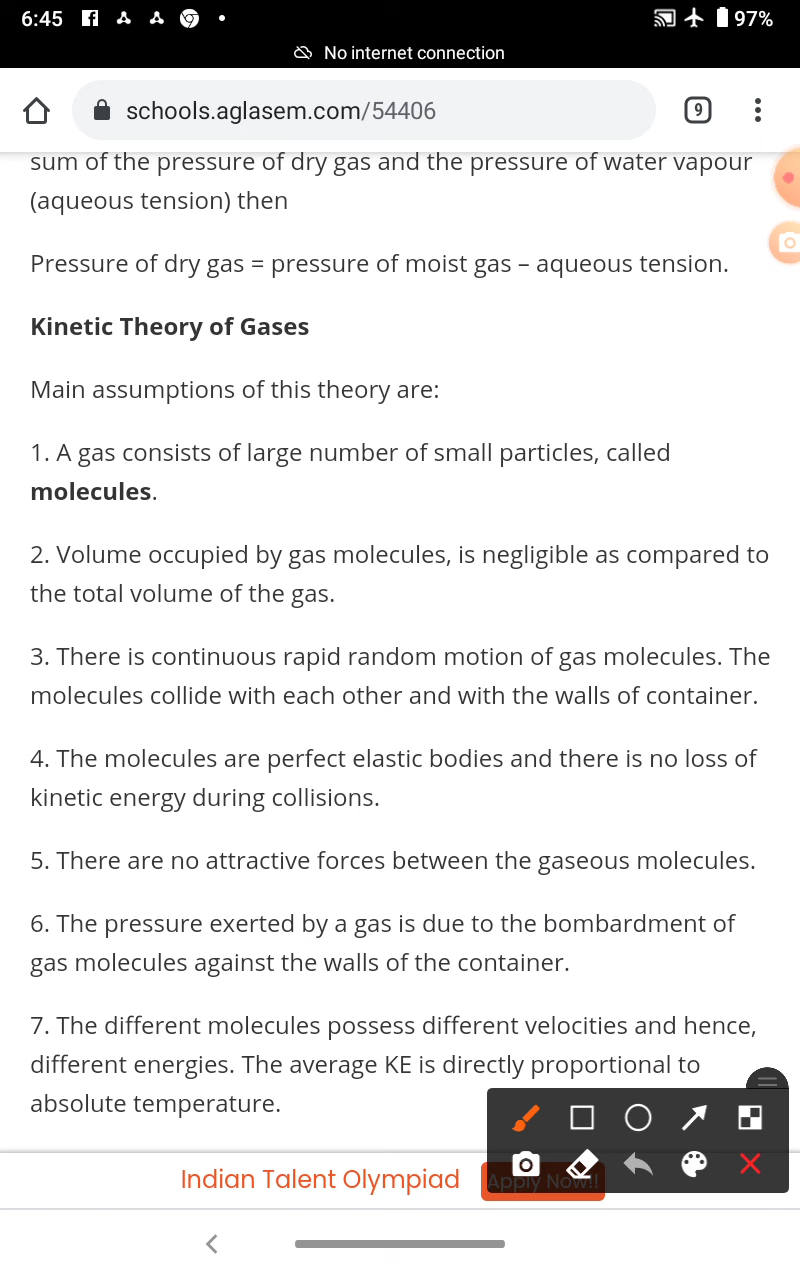 6:45
97%
No internet connection
schools.aglasem.com/54406
9
sum of the pressure of dry gas and the pressure of water vapour
(aqueous tension) then
Pressure of dry gas = pressure of moist gas – aqueous tension.
Kinetic Theory of Gases
Main assumptions of this theory are:
1. A gas consists of large number of small particles, called
molecules.
2. Volume occupied by gas molecules, is negligible as compared to
the total volume of the gas.
3. There is continuous rapid random motion of gas molecules. The
molecules collide with each other and with the walls of container.
4. The molecules are perfect elastic bodies and there is no loss of
kinetic energy during collisions.
5. There are no attractive forces between the gaseous molecules.
6. The pressure exerted by a gas is due to the bombardment of
gas molecules against the walls of the container.
7. The different molecules possess different velocities and hence,
different energies. The average KE is directly proportional to
absolute temperature.
Indian Talent Olympiad
Apply Now!!